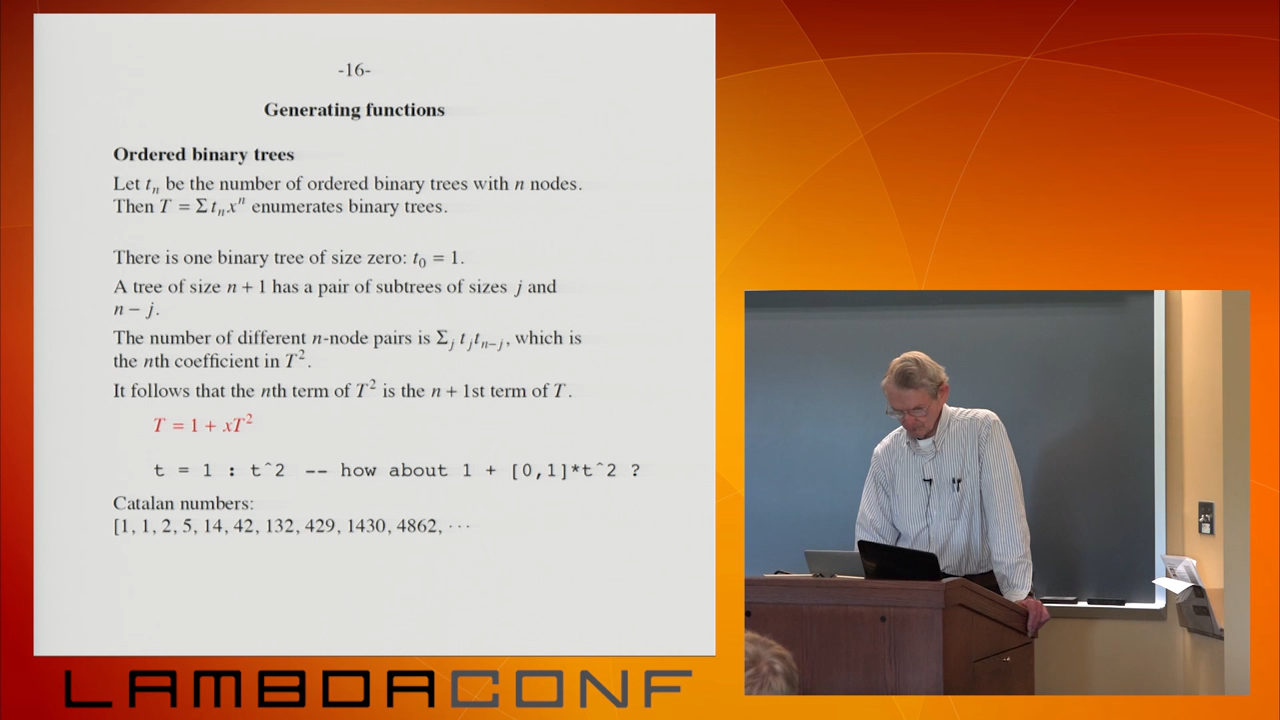 -16-
Generating functions
Ordered binary trees
Let tₙ be the number of ordered binary trees with n nodes.
Then T = Σ tₙxⁿ enumerates binary trees.
There is one binary tree of size zero: t₀ = 1.
A tree of size n + 1 has a pair of subtrees of sizes j and
n − j.
The number of different n-node pairs is Σⱼ tⱼtₙ₋ⱼ, which is
the nth coefficient in T².
It follows that the nth term of T² is the n + 1st term of T.
T = 1 + xT²
t = 1 : t^2 -- how about 1 + [0,1]*t^2 ?
Catalan numbers:
[1, 1, 2, 5, 14, 42, 132, 429, 1430, 4862, ···
LAMBDACONF